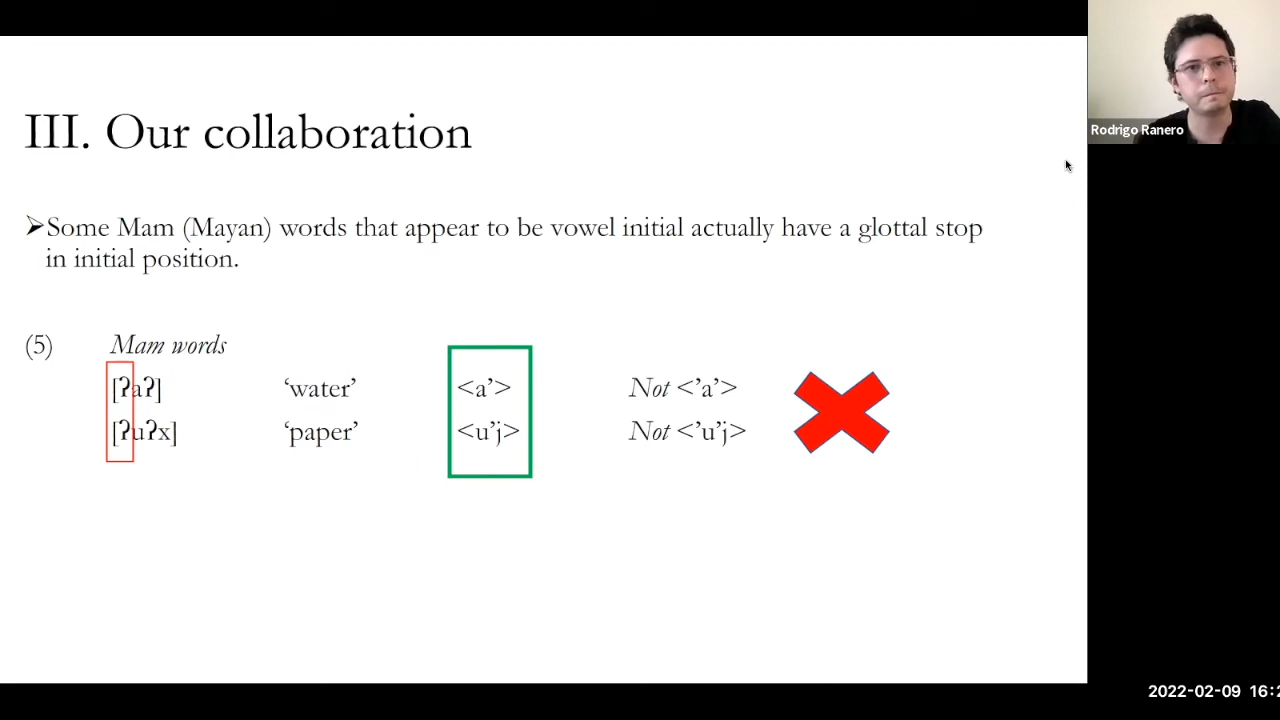 III. Our collaboration
Rodrigo Ranero
➢Some Mam (Mayan) words that appear to be vowel initial actually have a glottal stop
in initial position.
(5) Mam words
[ʔaʔ] ‘water’ <a’> Not <’a’>
[ʔuʔx] ‘paper’ <u’j> Not <’u’j>
2022-02-09 16:2